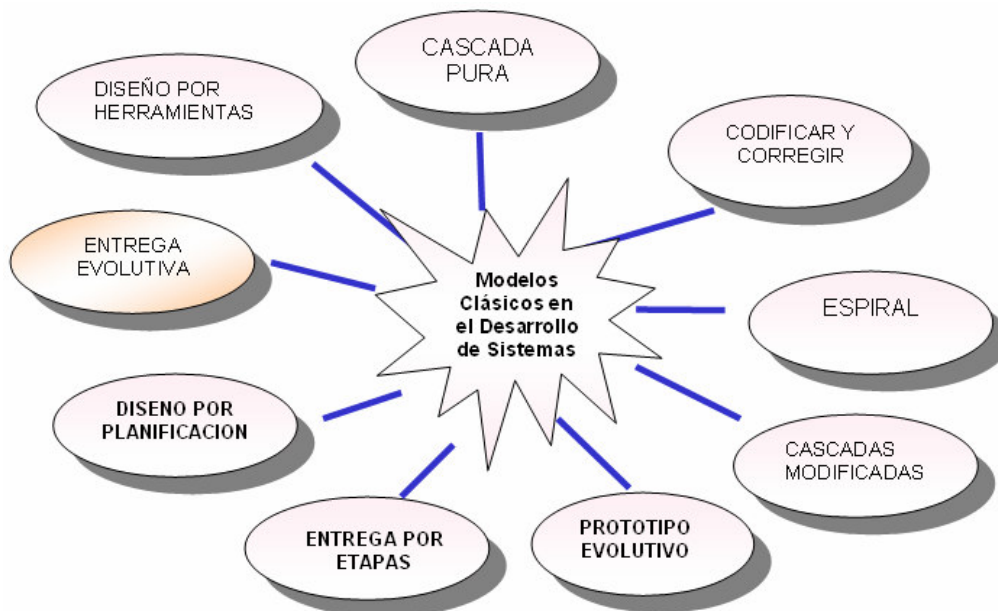 CASCADA
PURA
DISEÑO POR
HERRAMIENTAS
CODIFICAR Y
CORREGIR
ENTREGA
EVOLUTIVA
Modelos
Clásicos en
el Desarrollo
de Sistemas
ESPIRAL
DISENO POR
PLANIFICACION
CASCADAS
MODIFICADAS
ENTREGA POR
ETAPAS
PROTOTIPO
EVOLUTIVO